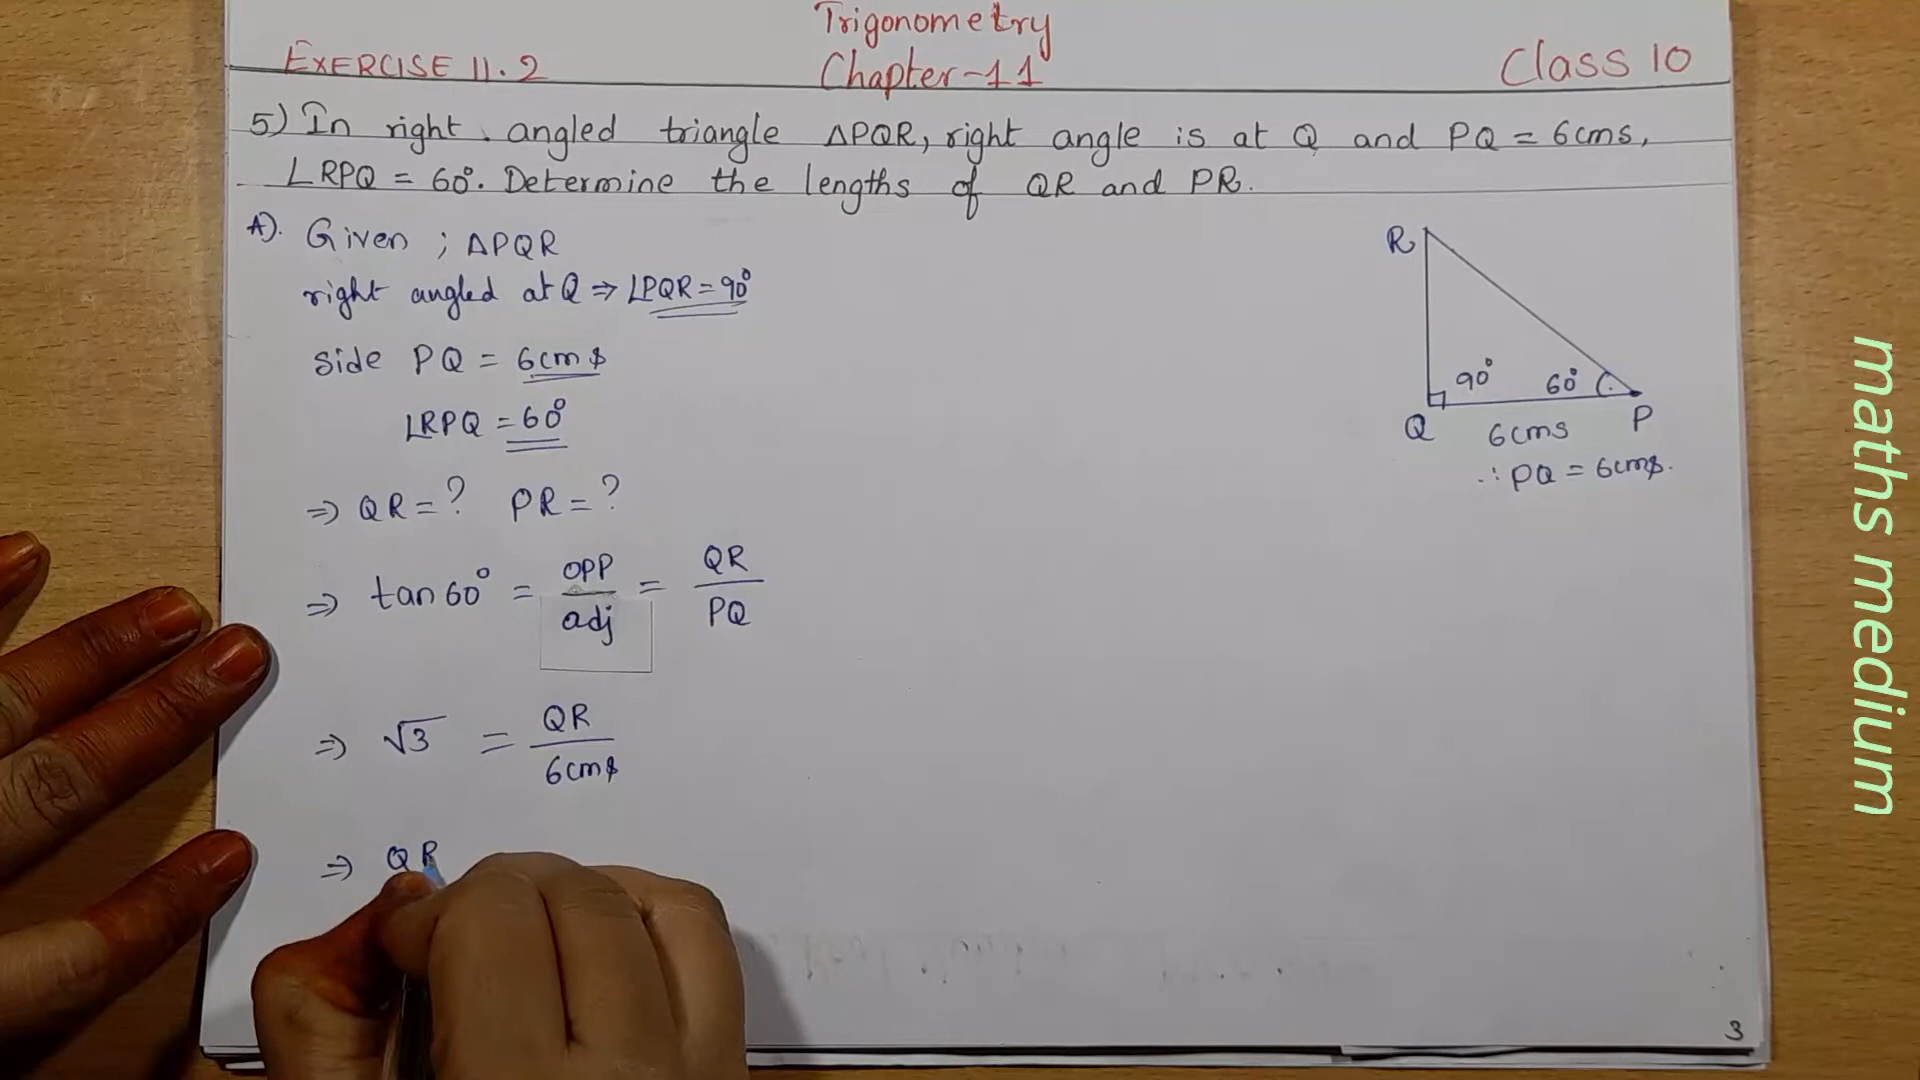 Trigonometry
EXERCISE 11.2
Chapter-11
Class 10
5) In right angled triangle ΔPQR, right angle is at Q and PQ = 6cms,
∠RPQ = 60°. Determine the lengths of QR and PR.
A). Given ; ΔPQR
right angled at Q ⇒ ∠PQR = 90°
side PQ = 6cms
∠RPQ = 60°
⇒ QR = ? PR = ?
⇒ tan 60° = opp/adj = QR/PQ
⇒ √3 = QR/6cms
⇒ QR
R
90° 60°
Q 6cms P
∴ PQ = 6cms.
maths medium
3